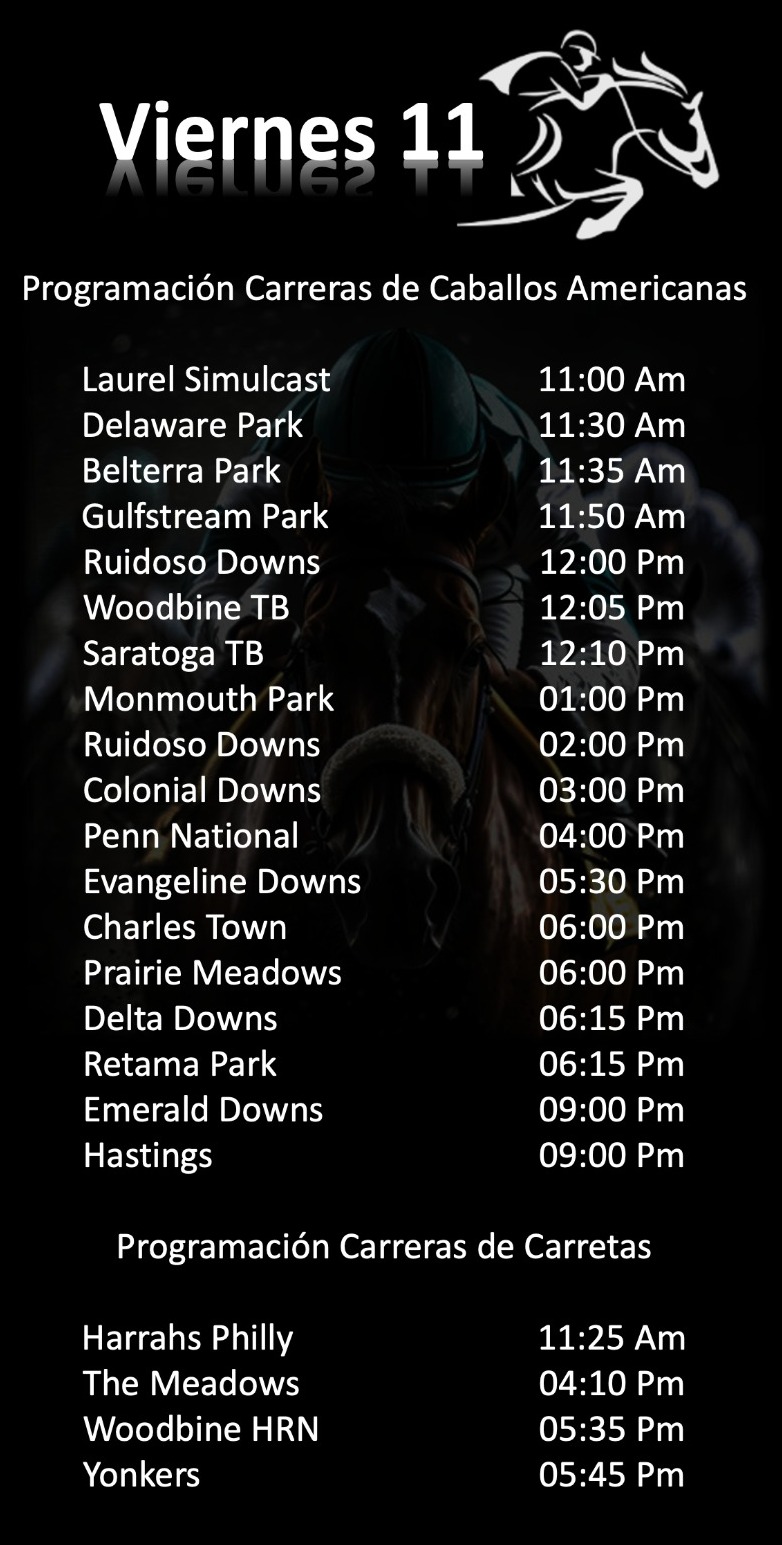 Viernes 11
Programación Carreras de Caballos Americanas
Laurel Simulcast 11:00 Am
Delaware Park 11:30 Am
Belterra Park 11:35 Am
Gulfstream Park 11:50 Am
Ruidoso Downs 12:00 Pm
Woodbine TB 12:05 Pm
Saratoga TB 12:10 Pm
Monmouth Park 01:00 Pm
Ruidoso Downs 02:00 Pm
Colonial Downs 03:00 Pm
Penn National 04:00 Pm
Evangeline Downs 05:30 Pm
Charles Town 06:00 Pm
Prairie Meadows 06:00 Pm
Delta Downs 06:15 Pm
Retama Park 06:15 Pm
Emerald Downs 09:00 Pm
Hastings 09:00 Pm
Programación Carreras de Carretas
Harrahs Philly 11:25 Am
The Meadows 04:10 Pm
Woodbine HRN 05:35 Pm
Yonkers 05:45 Pm